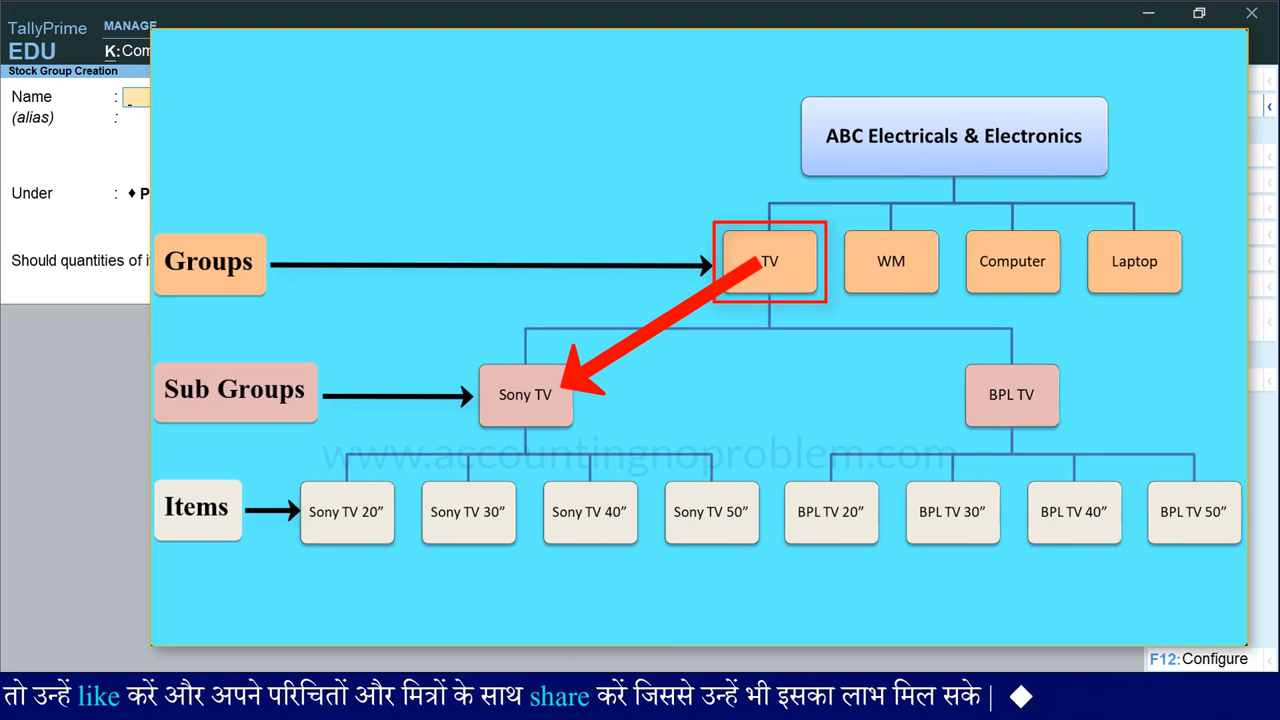 TallyPrime
EDU
MANAGE
K:Com
Stock Group Creation
Name :
(alias) :
Under : ♦ P
Should quantities of it
ABC Electricals & Electronics
Groups
TV
WM
Computer
Laptop
Sub Groups
Sony TV
BPL TV
www.accountingnoproblem.com
Items
Sony TV 20”
Sony TV 30”
Sony TV 40”
Sony TV 50”
BPL TV 20”
BPL TV 30”
BPL TV 40”
BPL TV 50”
F12:Configure
तो उन्हें like करें और अपने परिचितों और मित्रों के साथ share करें जिससे उन्हें भी इसका लाभ मिल सके | ◆